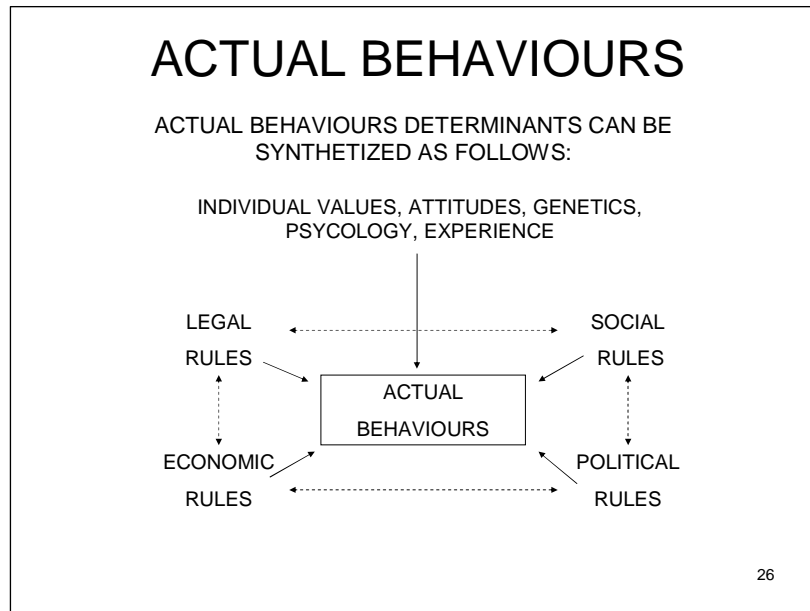 ACTUAL BEHAVIOURS
ACTUAL BEHAVIOURS DETERMINANTS CAN BE
SYNTHETIZED AS FOLLOWS:
INDIVIDUAL VALUES, ATTITUDES, GENETICS,
PSYCOLOGY, EXPERIENCE
LEGAL
RULES
SOCIAL
RULES
ACTUAL
BEHAVIOURS
ECONOMIC
RULES
POLITICAL
RULES
26